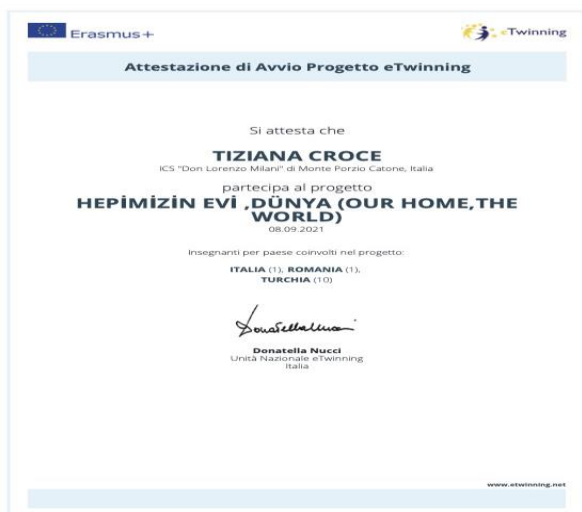 Erasmus+
eTwinning
Attestazione di Avvio Progetto eTwinning
Si attesta che
TIZIANA CROCE
ICS "Don Lorenzo Milani" di Monte Porzio Catone, Italia
partecipa al progetto
HEPİMİZİN EVİ ,DÜNYA (OUR HOME,THE
WORLD)
08.09.2021
Insegnanti per paese coinvolti nel progetto:
ITALIA (1), ROMANIA (1),
TURCHIA (10)
Donatella Nucci
Donatella Nucci
Unità Nazionale eTwinning
Italia
www.etwinning.net